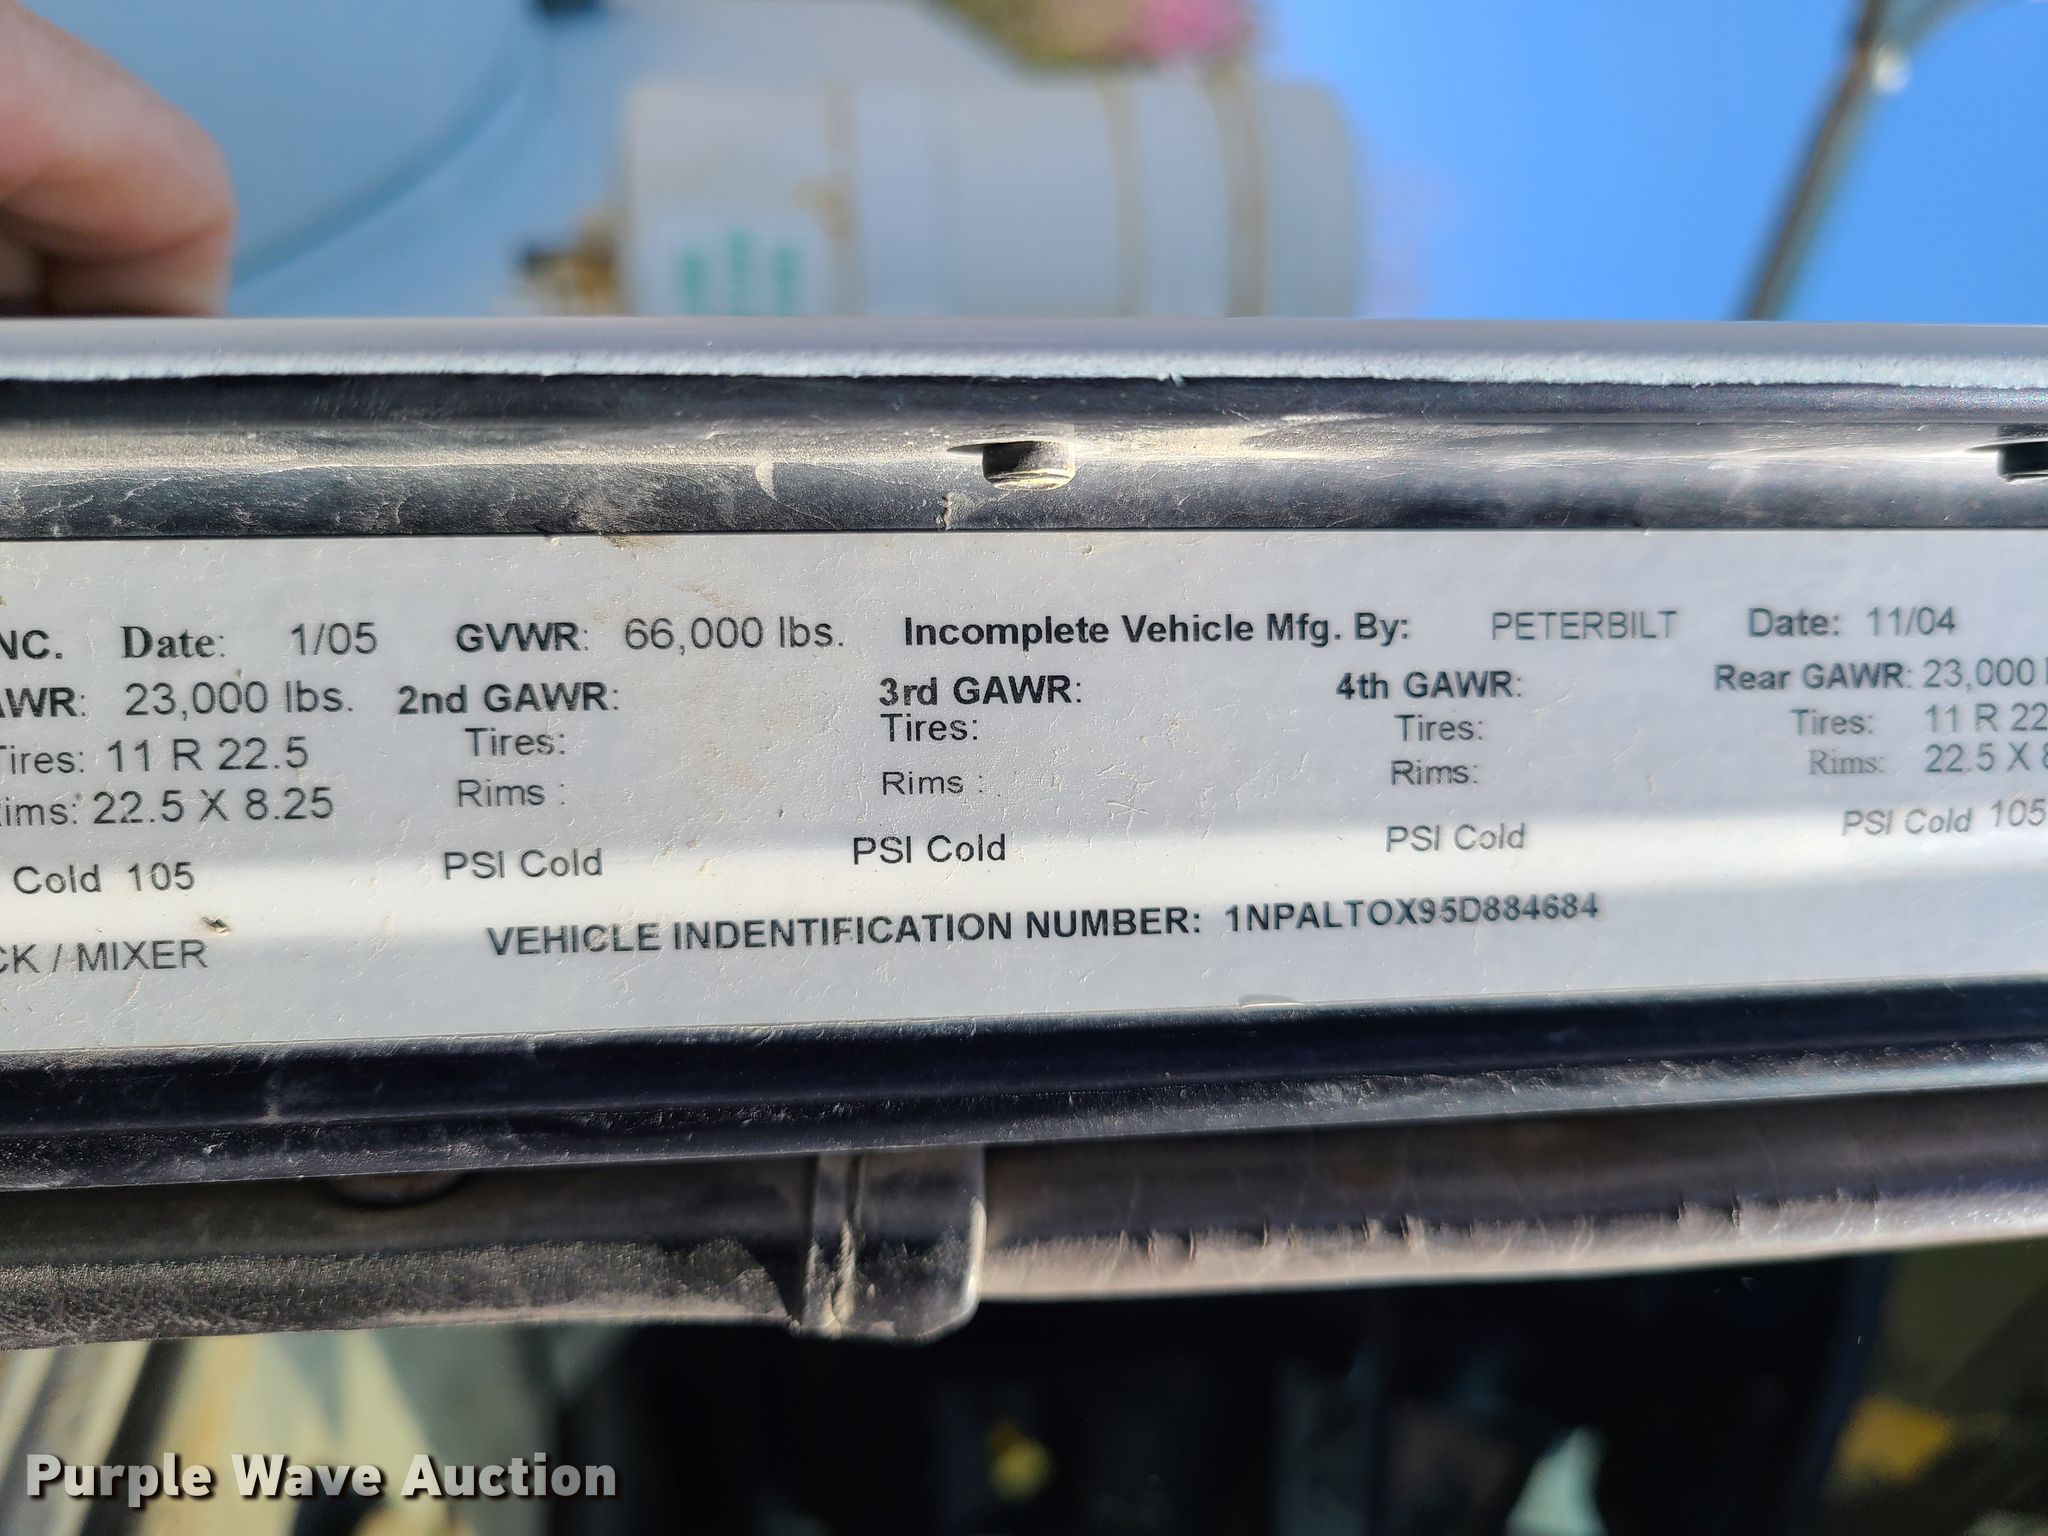 NC. Date: 1/05 GVWR: 66,000 lbs. Incomplete Vehicle Mfg. By: PETERBILT Date: 11/04
AWR: 23,000 lbs. 2nd GAWR: 3rd GAWR: 4th GAWR: Rear GAWR: 23,000 l
Tires: 11 R 22.5 Tires: Tires: Tires: Tires: 11 R 22
Rims: 22.5 X 8.25 Rims : Rims : Rims: Rims: 22.5 X 8
Cold 105 PSI Cold PSI Cold PSI Cold PSI Cold 105
CK / MIXER VEHICLE INDENTIFICATION NUMBER: 1NPALTOX95D884684
Purple Wave Auction